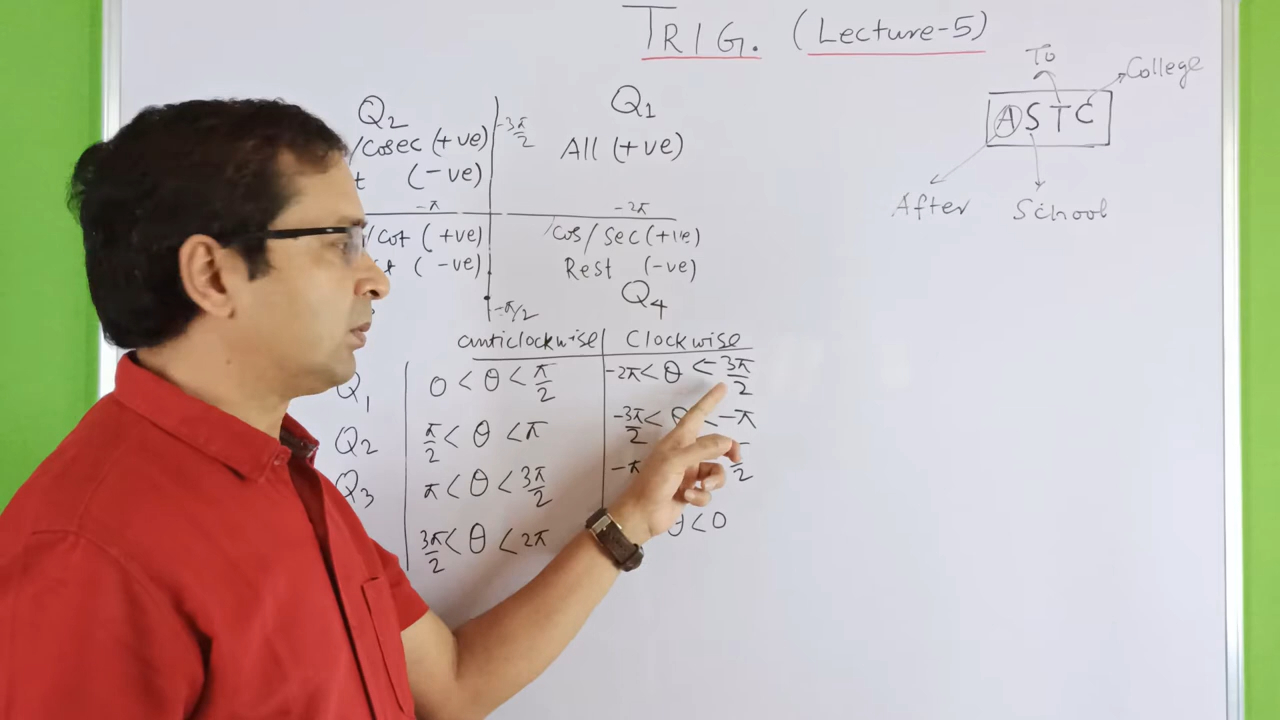 TRIG. (Lecture-5)
To
College
ASTC
After School
Q2 Q1
/Cosec (+ve) -3π/2 All (+ve)
(-ve)
-π -2π
/Cot (+ve) Cos/Sec (+ve)
(-ve) Rest (-ve)
Q4
-π/2
anticlockwise Clockwise
Q1 0 < θ < π/2 -2π < θ < -3π/2
Q2 π/2 < θ < π -3π/2 < θ < -π
Q3 π < θ < 3π/2 -π 2
3π/2 < θ < 2π θ < 0